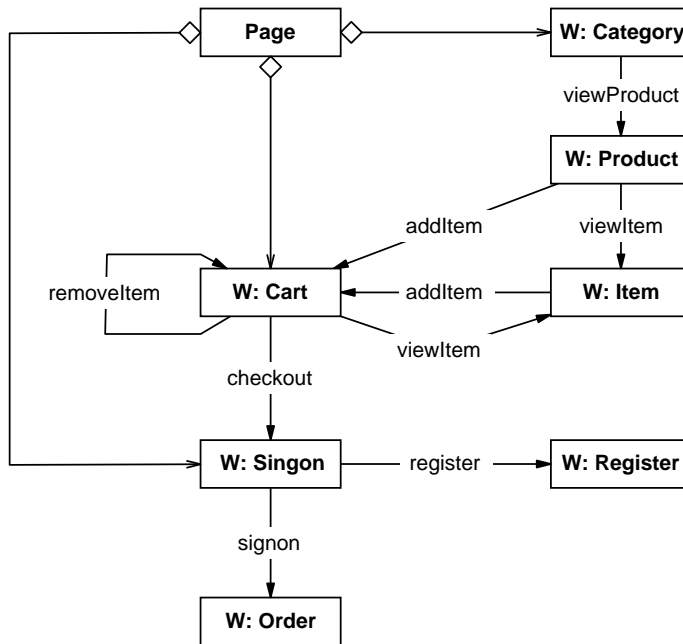 Page
W: Category
viewProduct
W: Product
addItem
viewItem
removeItem
W: Cart
addItem
W: Item
viewItem
checkout
W: Singon
register
W: Register
signon
W: Order